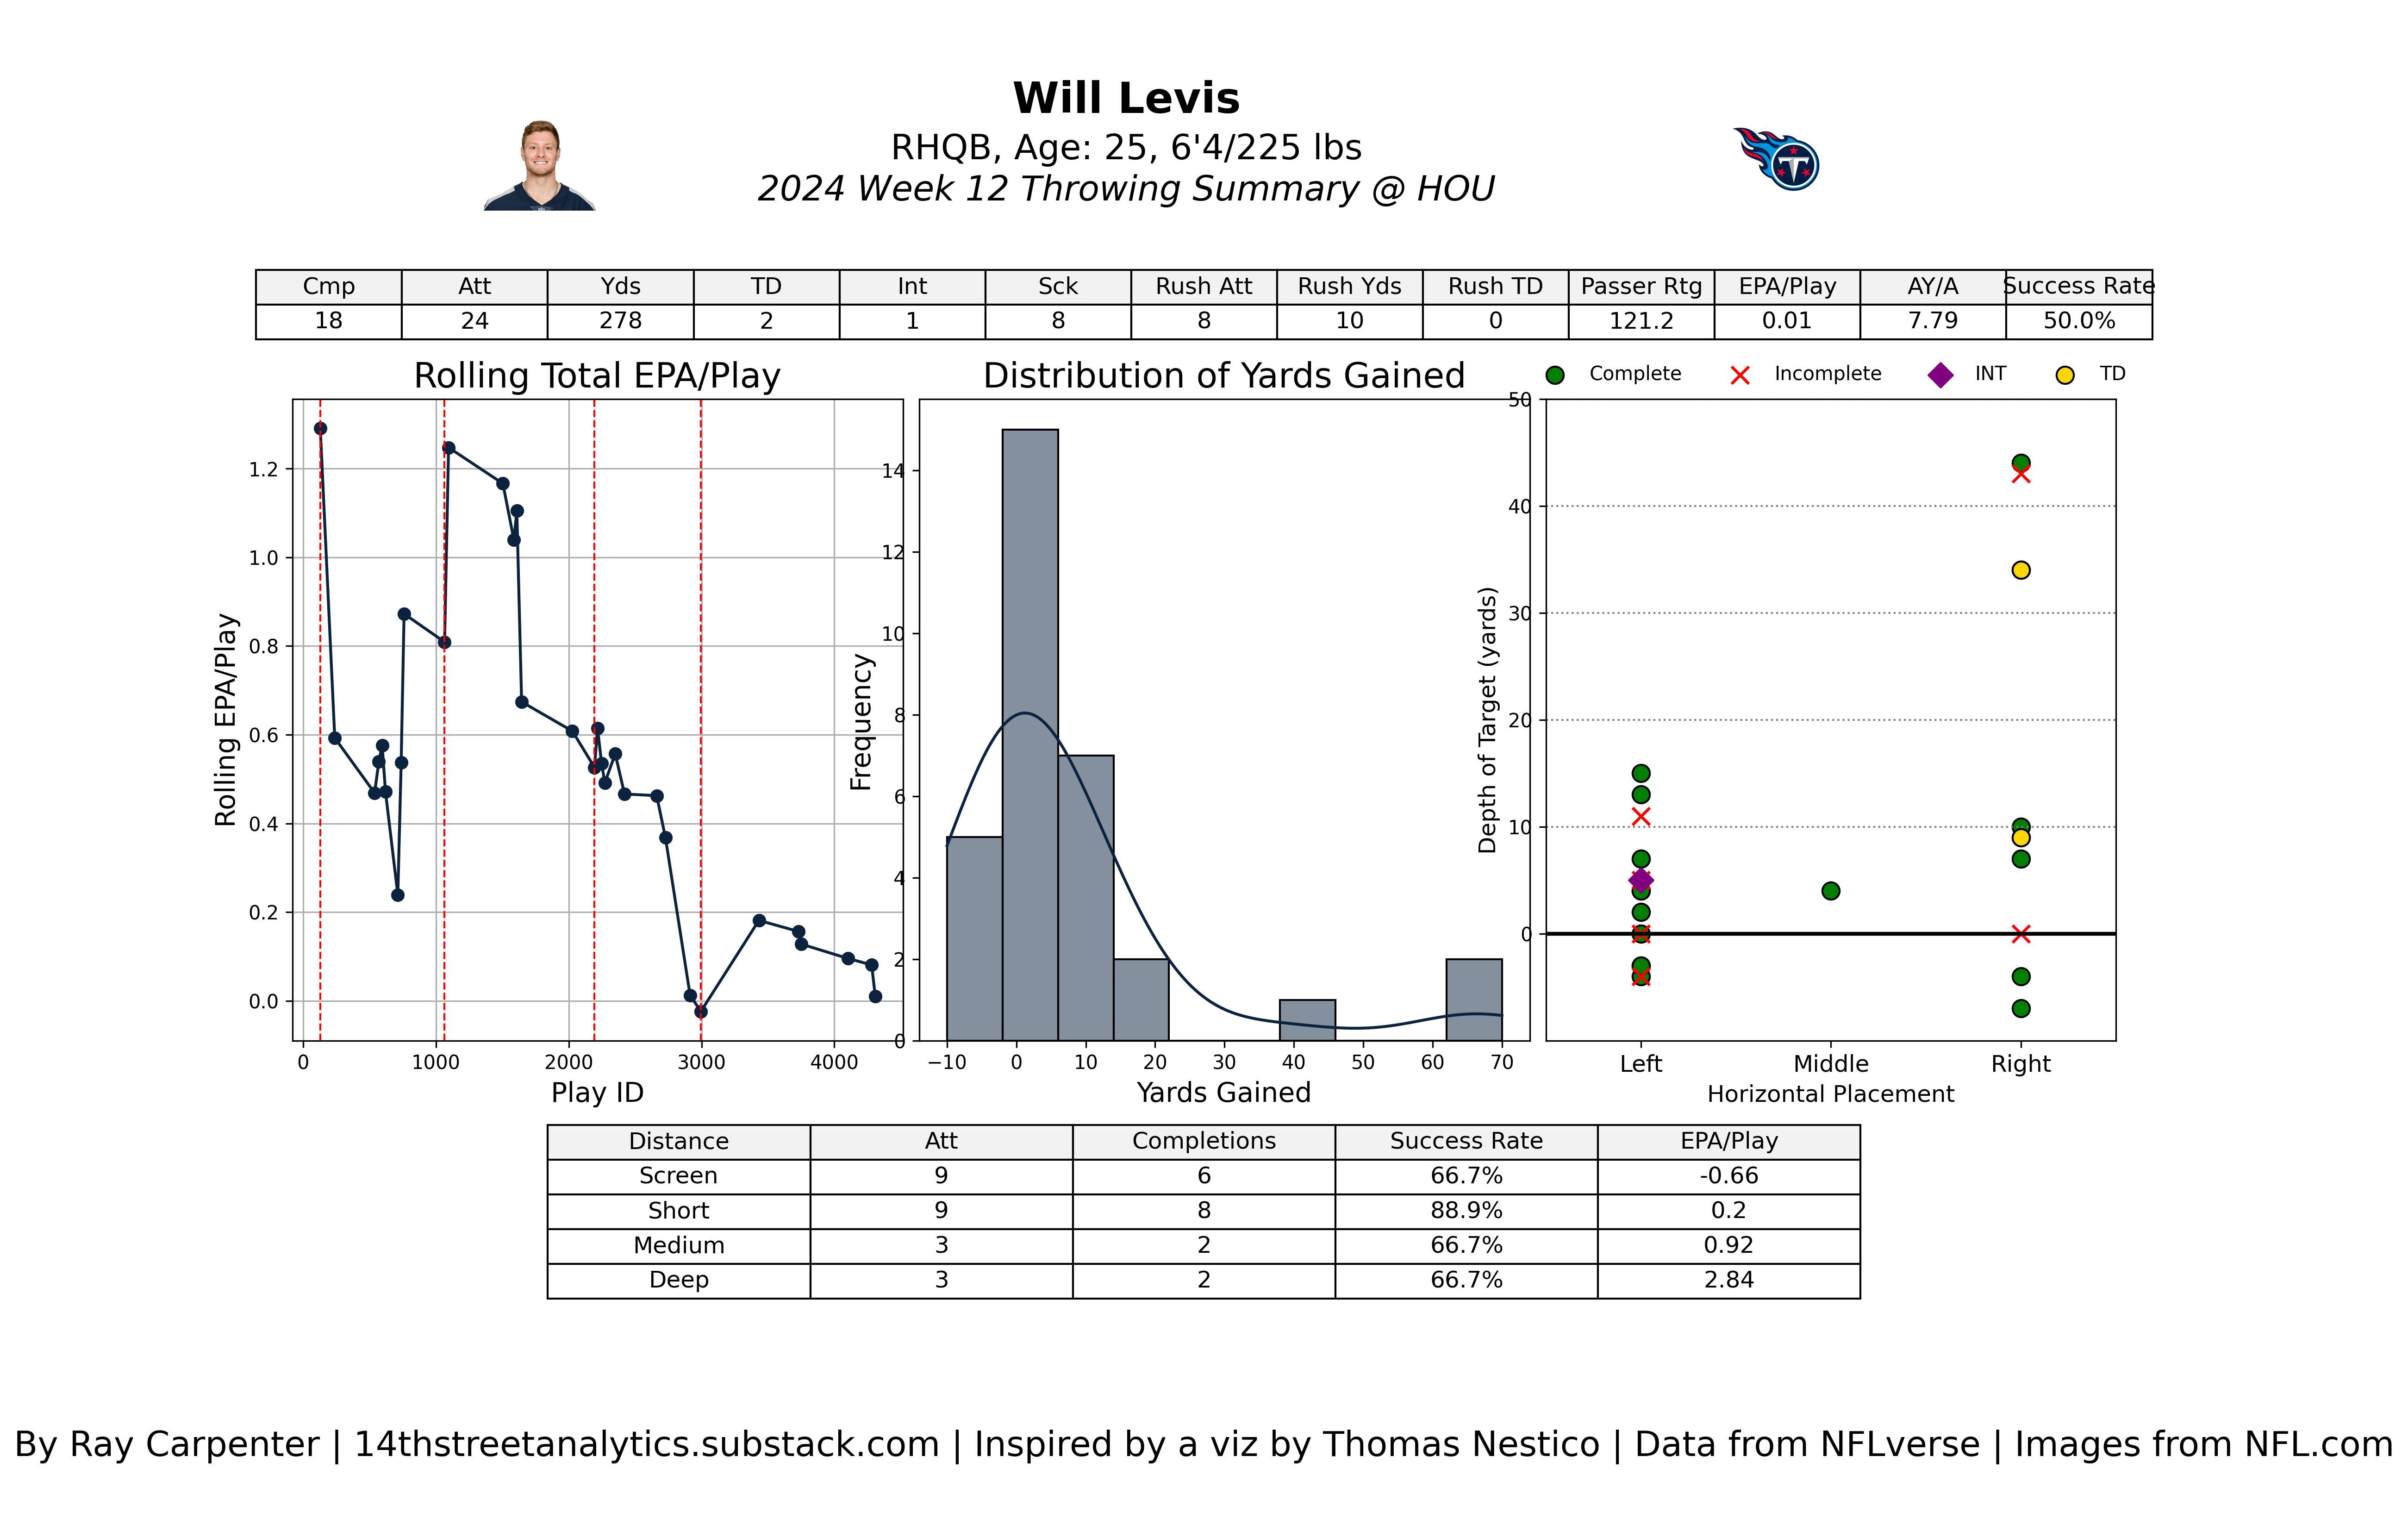 Will Levis
RHQB, Age: 25, 6'4/225 lbs
2024 Week 12 Throwing Summary @ HOU
Cmp Att Yds TD Int Sck Rush Att Rush Yds Rush TD Passer Rtg EPA/Play AY/A Success Rate
18 24 278 2 1 8 8 10 0 121.2 0.01 7.79 50.0%
Rolling Total EPA/Play
Rolling EPA/Play
1.2
1.0
0.8
0.6
0.4
0.2
0.0
0 1000 2000 3000 4000
Play ID
Distribution of Yards Gained
Frequency
14
12
10
8
6
4
2
0
−10 0 10 20 30 40 50 60 70
Yards Gained
Complete Incomplete INT TD
Depth of Target (yards)
50
40
30
20
10
0
Left Middle Right
Horizontal Placement
Distance Att Completions Success Rate EPA/Play
Screen 9 6 66.7% -0.66
Short 9 8 88.9% 0.2
Medium 3 2 66.7% 0.92
Deep 3 2 66.7% 2.84
By Ray Carpenter | 14thstreetanalytics.substack.com | Inspired by a viz by Thomas Nestico | Data from NFLverse | Images from NFL.com